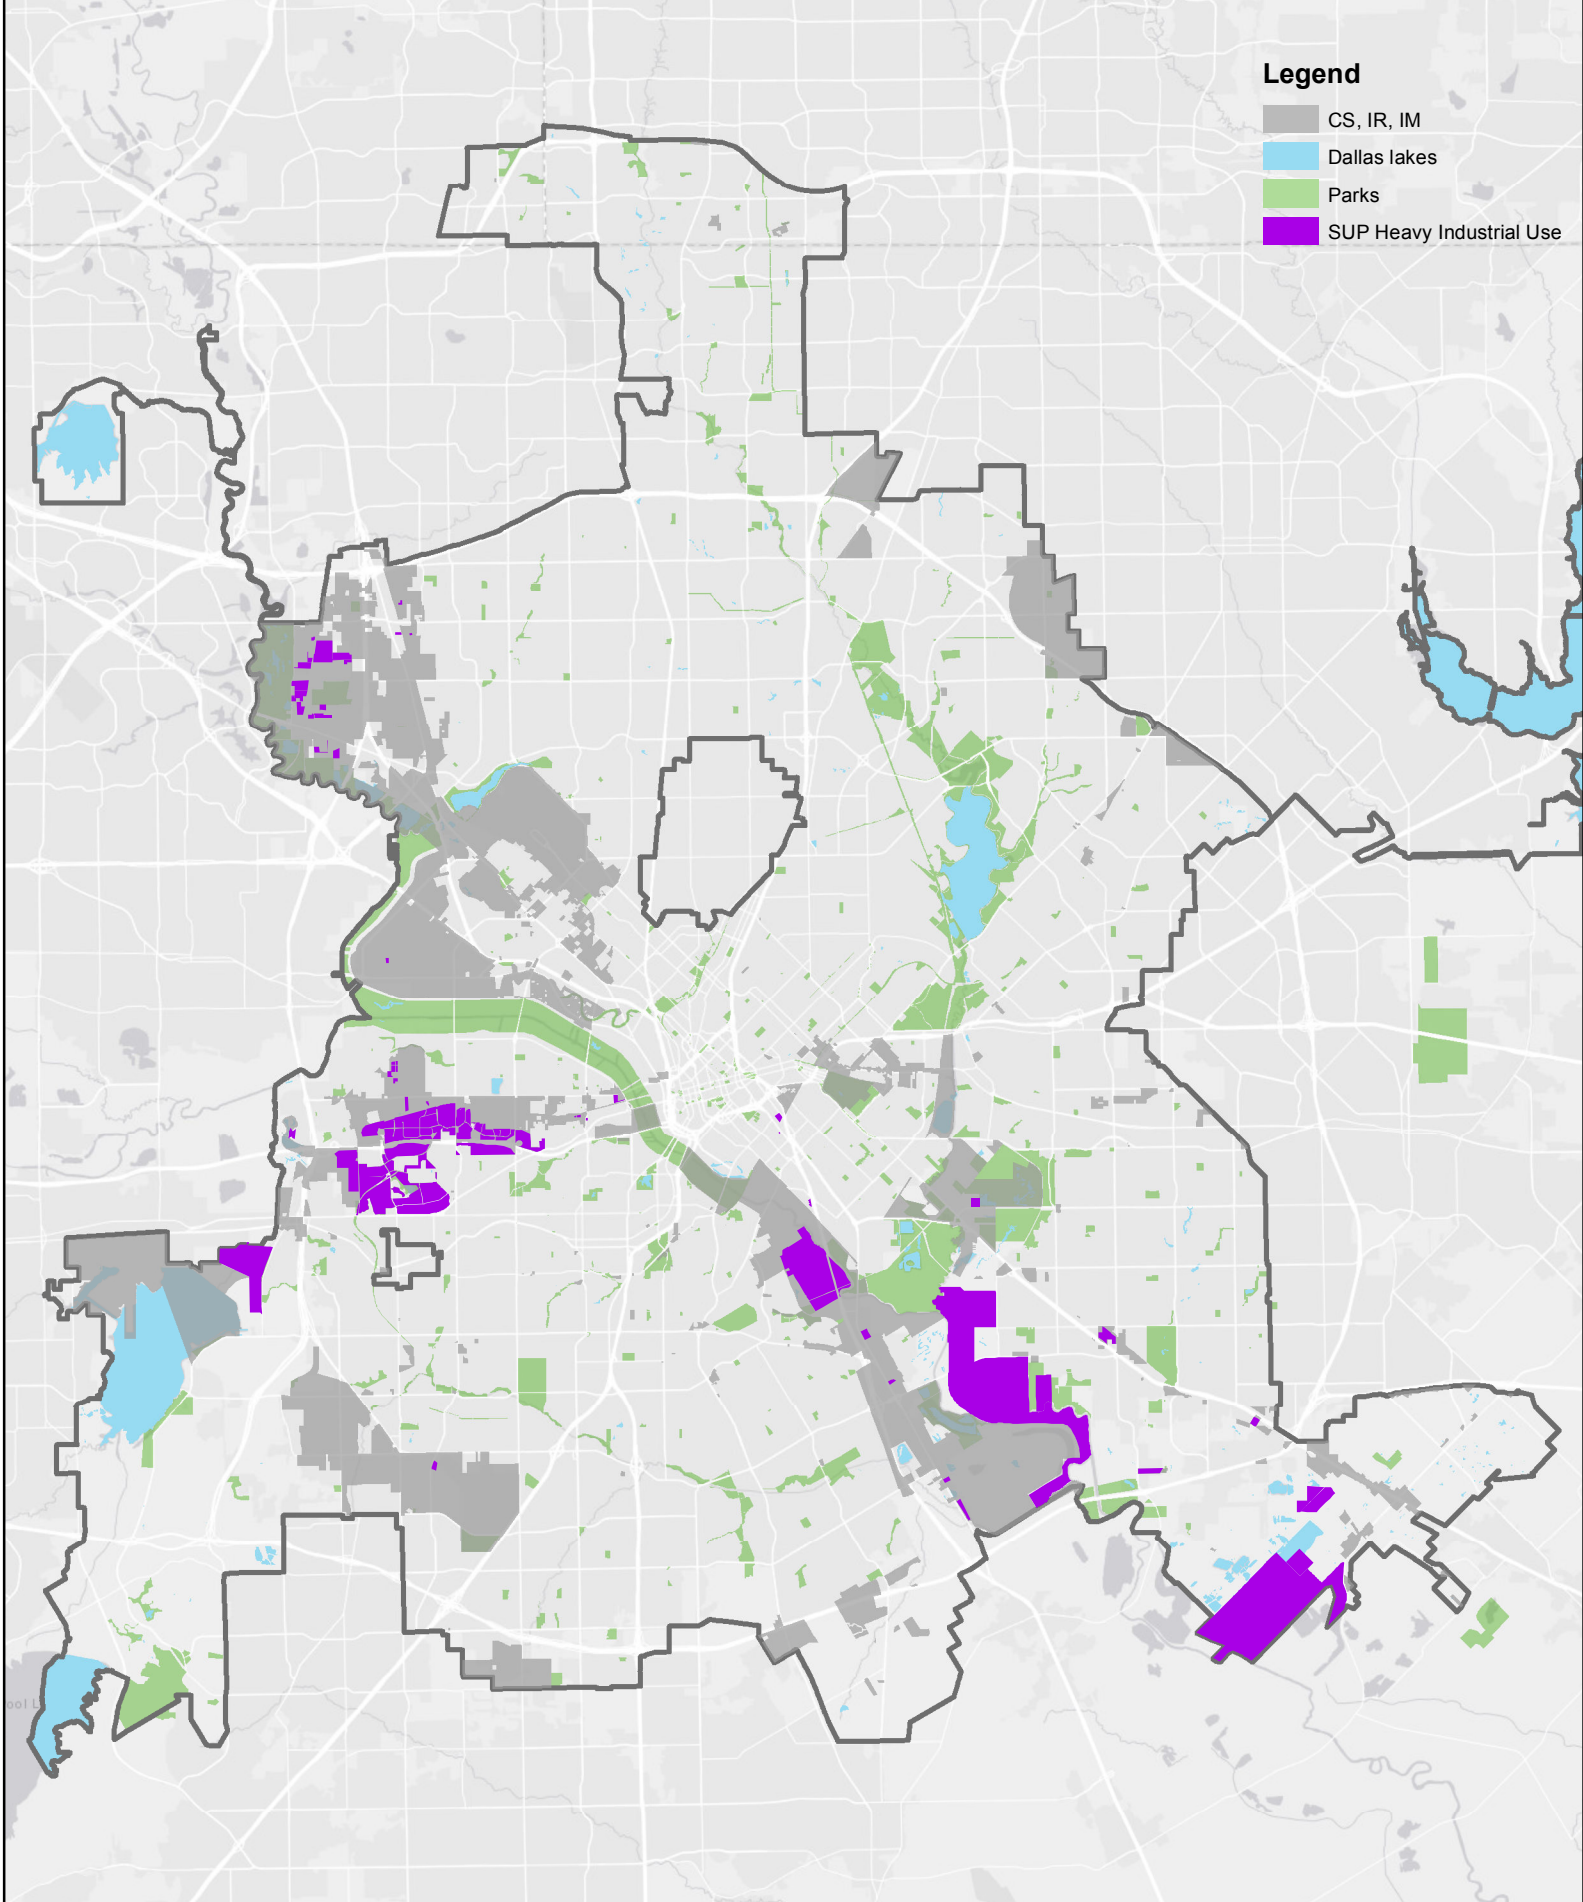 Legend
CS, IR, IM
Dallas lakes
Parks
SUP Heavy Industrial Use